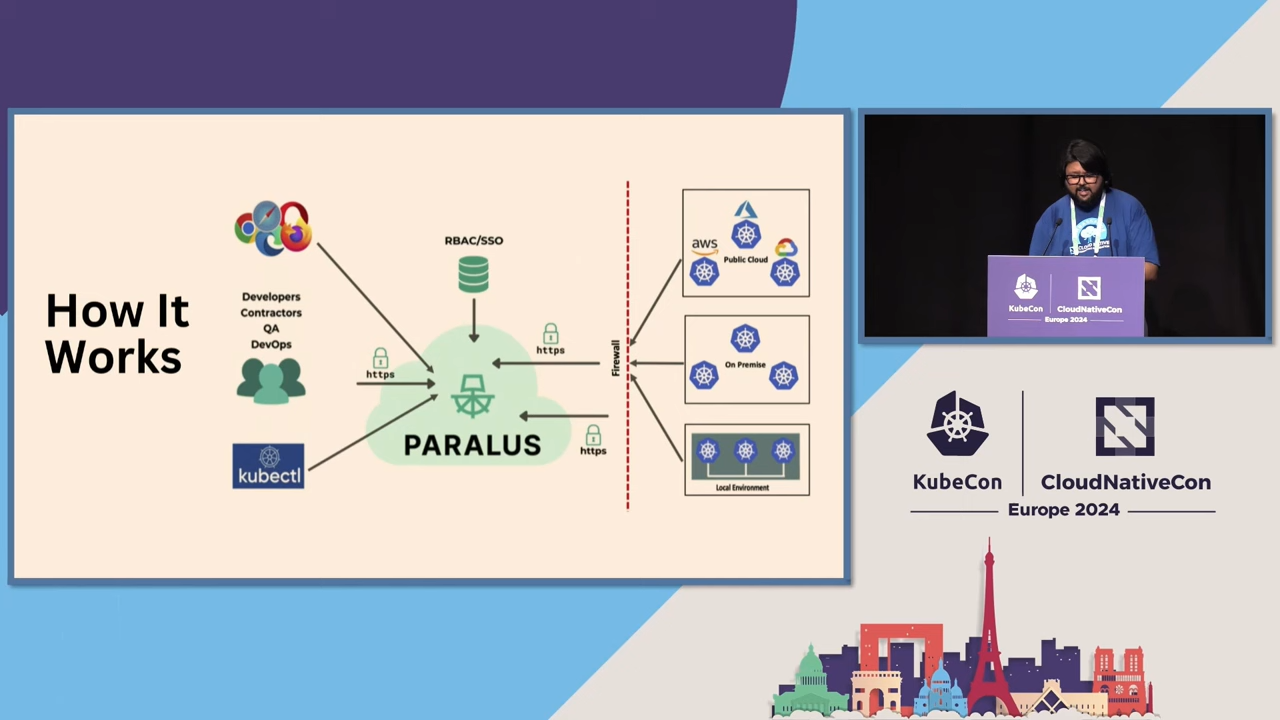 How It
Works
Developers
Contractors
QA
DevOps
kubectl
https
RBAC/SSO
PARALUS
https
https
Firewall
aws
Public Cloud
On Premise
Local Environment
KubeCon
CloudNativeCon
Europe 2024
KubeCon
CloudNativeCon
Europe 2024